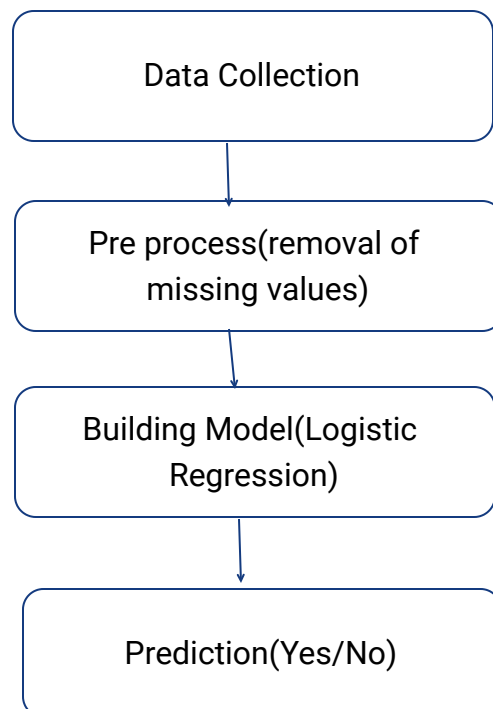 Data Collection
Pre process(removal of
missing values)
Building Model(Logistic
Regression)
Prediction(Yes/No)